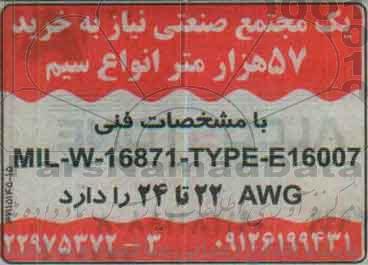 یک مجتمع صنعتی نیاز به خرید
۵۷هزار متر انواع سیم
با مشخصات فنی
MIL-W-16871-TYPE-E16007
AWG ۲۲ تا ۲۴ را دارد
۰۹۱۲۶۱۹۹۴۳۱ ۲۲۹۷۵۳۷۲ – ۳